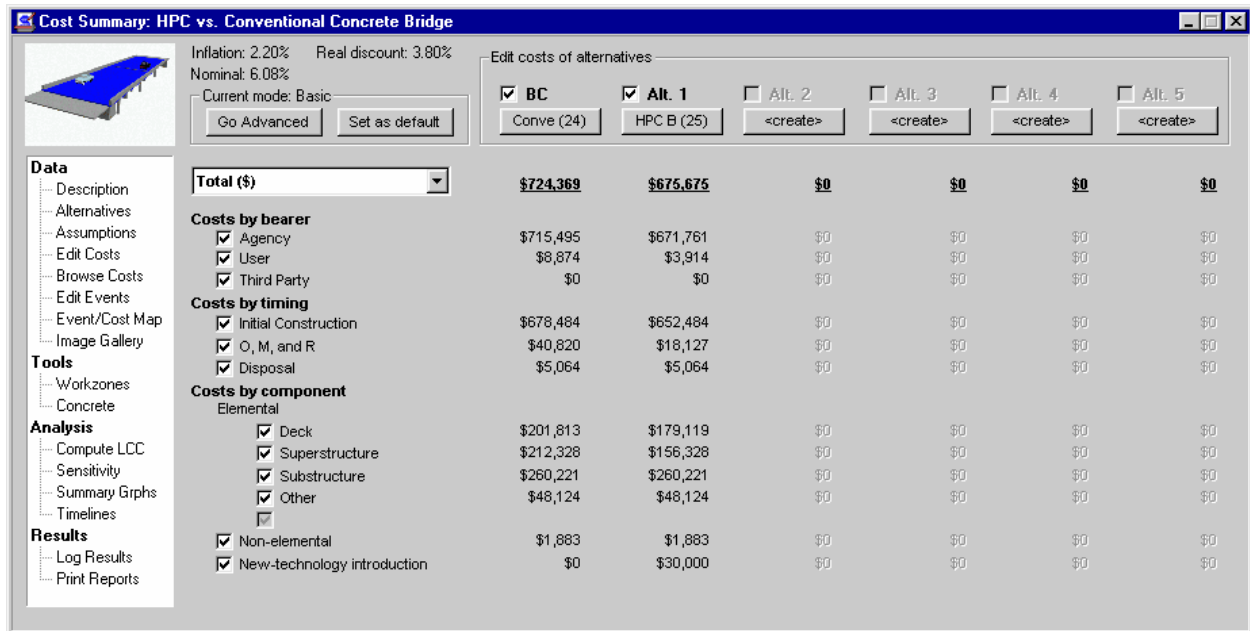 Cost Summary: HPC vs. Conventional Concrete Bridge
Inflation: 2.20% Real discount: 3.80%
Nominal: 6.08%
Current mode: Basic
Go Advanced Set as default
Edit costs of alternatives
BC Alt. 1 Alt. 2 Alt. 3 Alt. 4 Alt. 5
Conve (24) HPC B (25) <create> <create> <create> <create>
Data
Description
Alternatives
Assumptions
Edit Costs
Browse Costs
Edit Events
Event/Cost Map
Image Gallery
Tools
Workzones
Concrete
Analysis
Compute LCC
Sensitivity
Summary Grphs
Timelines
Results
Log Results
Print Reports
Total ($) $724,369 $675,675 $0 $0 $0 $0
Costs by bearer
Agency $715,495 $671,761 $0 $0 $0 $0
User $8,874 $3,914 $0 $0 $0 $0
Third Party $0 $0 $0 $0 $0 $0
Costs by timing
Initial Construction $678,484 $652,484 $0 $0 $0 $0
O, M, and R $40,820 $18,127 $0 $0 $0 $0
Disposal $5,064 $5,064 $0 $0 $0 $0
Costs by component
Elemental
Deck $201,813 $179,119 $0 $0 $0 $0
Superstructure $212,328 $156,328 $0 $0 $0 $0
Substructure $260,221 $260,221 $0 $0 $0 $0
Other $48,124 $48,124 $0 $0 $0 $0
Non-elemental $1,883 $1,883 $0 $0 $0 $0
New-technology introduction $0 $30,000 $0 $0 $0 $0